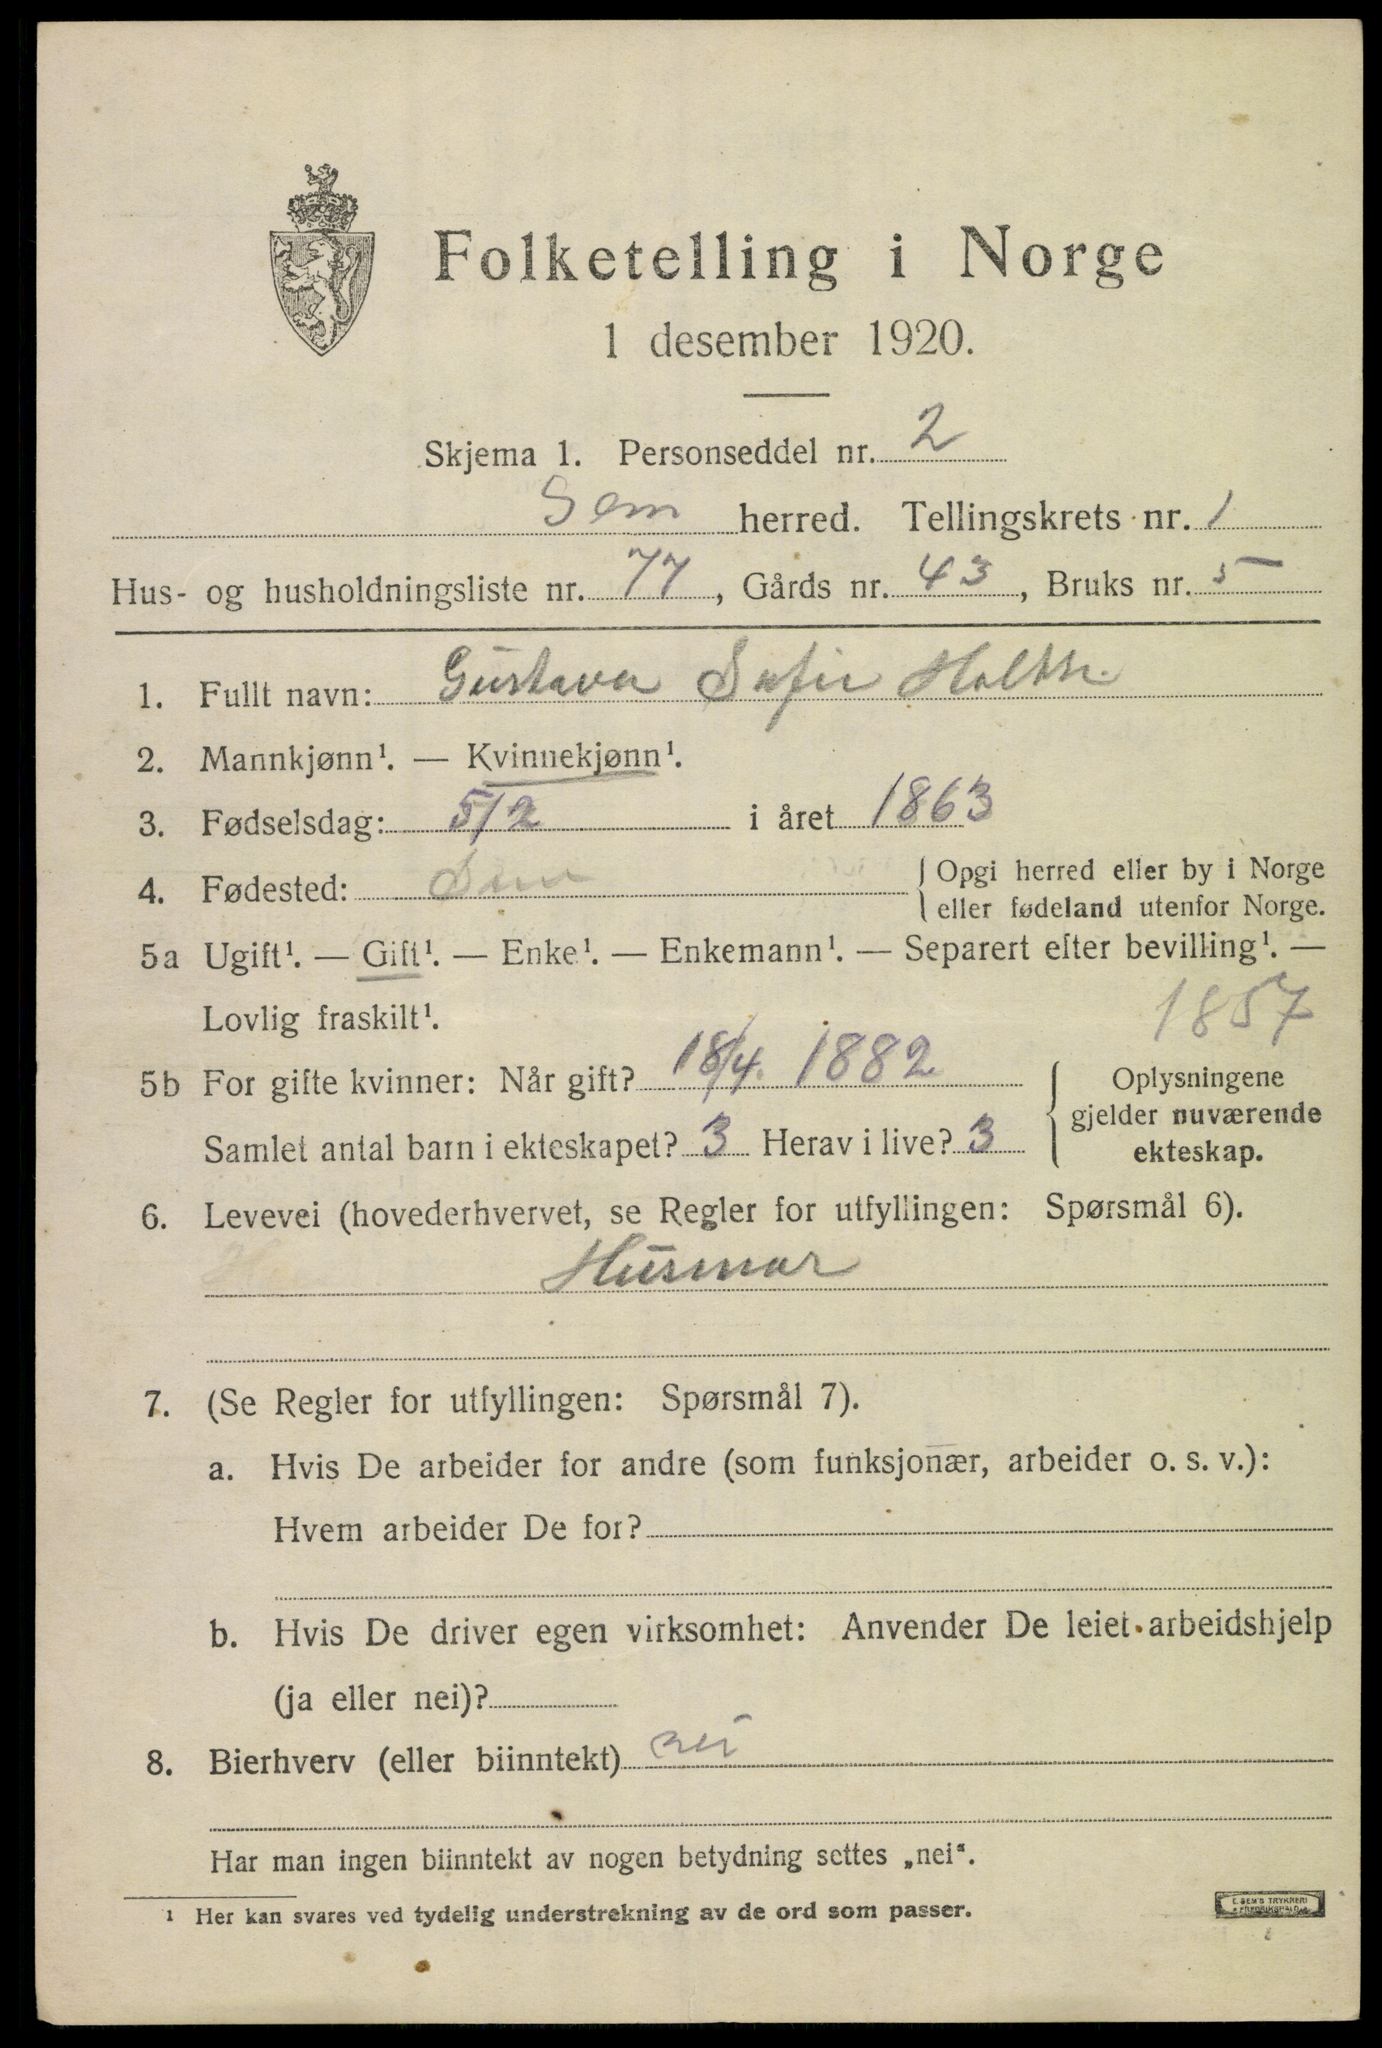 Folketelling i Norge
1 desember 1920.
Skjema 1. Personseddel nr. 2
Sem herred. Tellingskrets nr. 1
Hus- og husholdningsliste nr. 77, Gårds nr. 43, Bruks nr. 5
1. Fullt navn: Gustava Sofie
2. Mannkjønn¹. — Kvinnekjønn¹.
3. Fødselsdag: 5/2 i året 1863
4. Fødested: Sem {Opgi herred eller by i Norge
eller fødeland utenfor Norge.
5a Ugift¹. — Gift¹. — Enke¹. — Enkemann¹. — Separert efter bevilling¹. —
Lovlig fraskilt¹. 1857
5b For gifte kvinner: Når gift? 18/4. 1882 { Oplysningene
gjelder nuværende
Samlet antal barn i ekteskapet? 3 Herav i live? 3 ekteskap.
6. Levevei (hovederhvervet, se Regler for utfyllingen: Spørsmål 6).
Husmor
7. (Se Regler for utfyllingen: Spørsmål 7).
a. Hvis De arbeider for andre (som funksjonær, arbeider o. s. v.):
Hvem arbeider De for?
b. Hvis De driver egen virksomhet: Anvender De leiet arbeidshjelp
(ja eller nei)?
8. Bierhverv (eller biinntekt) nei
Har man ingen biinntekt av nogen betydning settes „nei“.
¹ Her kan svares ved tydelig understrekning av de ord som passer.
E. SEM'S TRYKKERI
FREDRIKSHALD